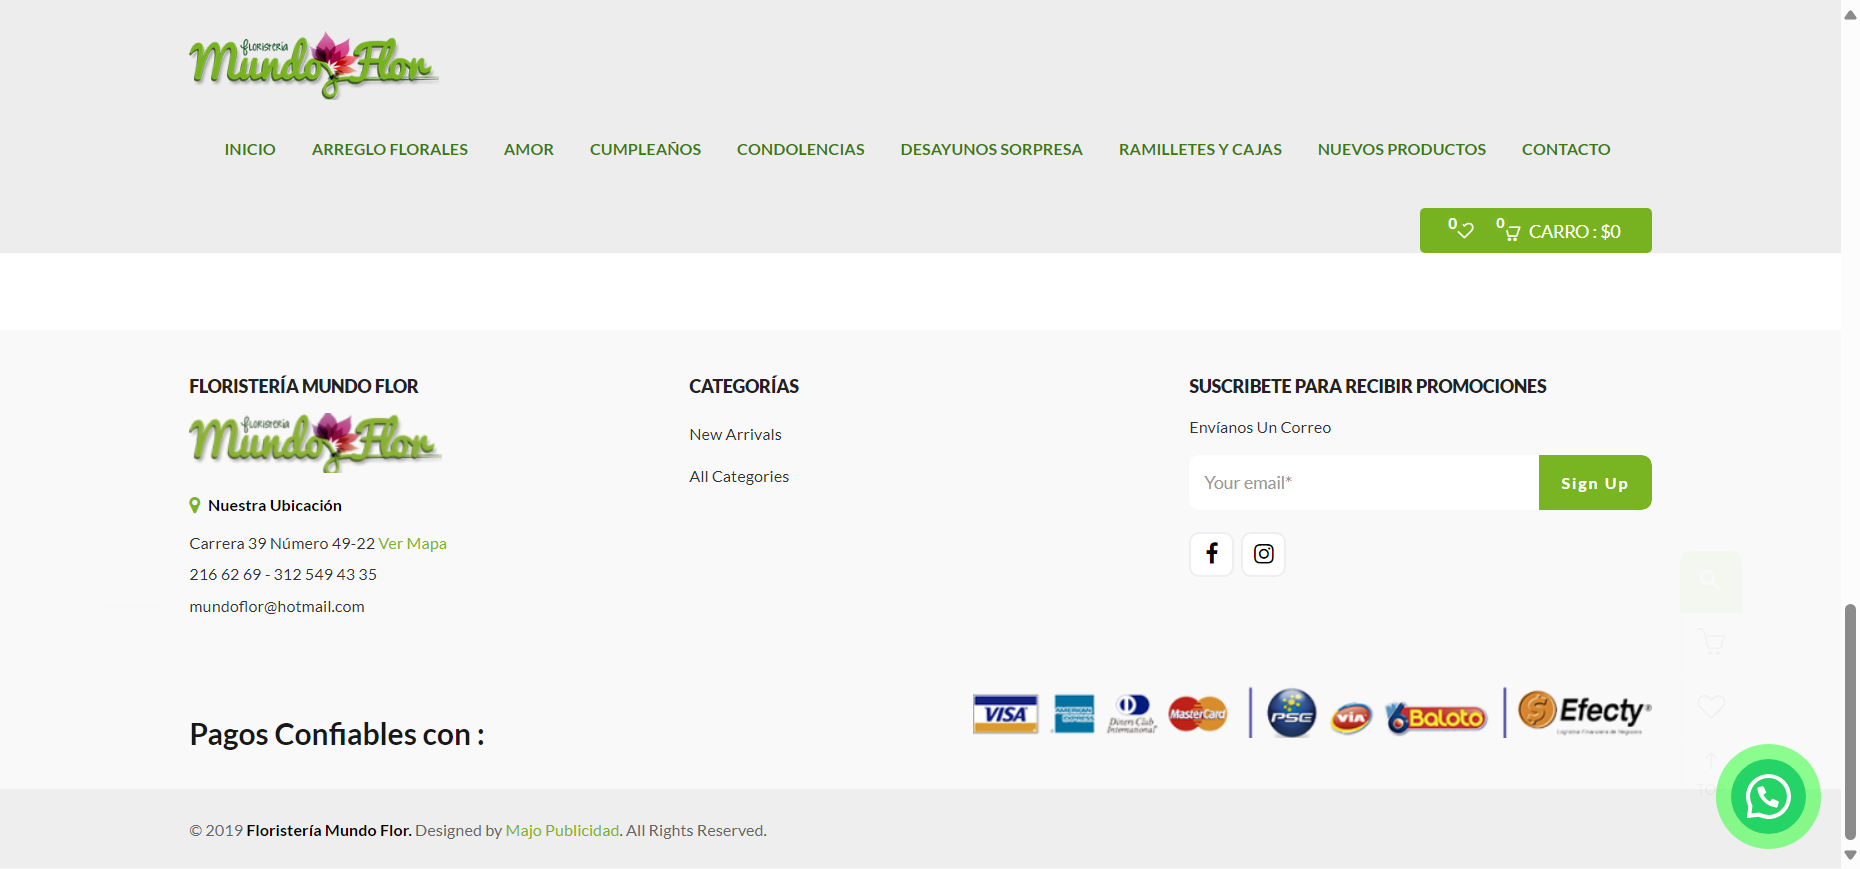 FLORISTERÍA
Mundo Flor
INICIO ARREGLO FLORALES AMOR CUMPLEAÑOS CONDOLENCIAS DESAYUNOS SORPRESA RAMILLETES Y CAJAS NUEVOS PRODUCTOS CONTACTO
0 0 CARRO : $0
FLORISTERÍA MUNDO FLOR
FLORISTERÍA
Mundo Flor
Nuestra Ubicación
Carrera 39 Número 49-22 Ver Mapa
216 62 69 - 312 549 43 35
mundoflor@hotmail.com
CATEGORÍAS
New Arrivals
All Categories
SUSCRIBETE PARA RECIBIR PROMOCIONES
Envíanos Un Correo
Your email* Sign Up
Pagos Confiables con :
VISA AMERICAN EXPRESS Diners Club International MasterCard PSE VIA BALOTO Efecty
TOP
© 2019 Floristería Mundo Flor. Designed by Majo Publicidad. All Rights Reserved.